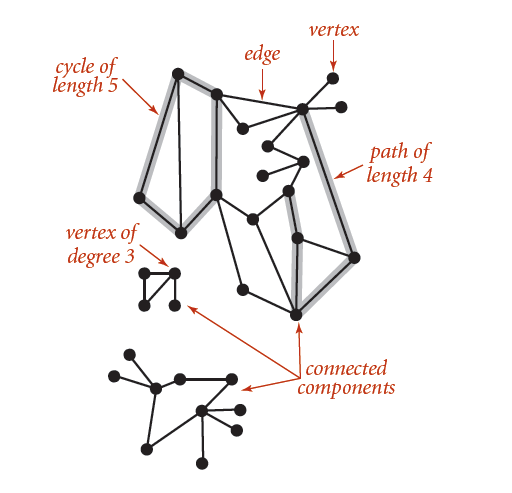 vertex
edge
cycle of
length 5
path of
length 4
vertex of
degree 3
connected
components